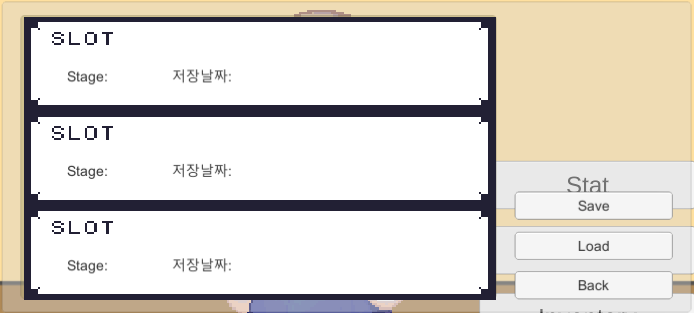 SLOT
Stage: 저장날짜:
SLOT
Stage: 저장날짜:
SLOT
Stage: 저장날짜:
Stat
Save
Load
Back
Inventory